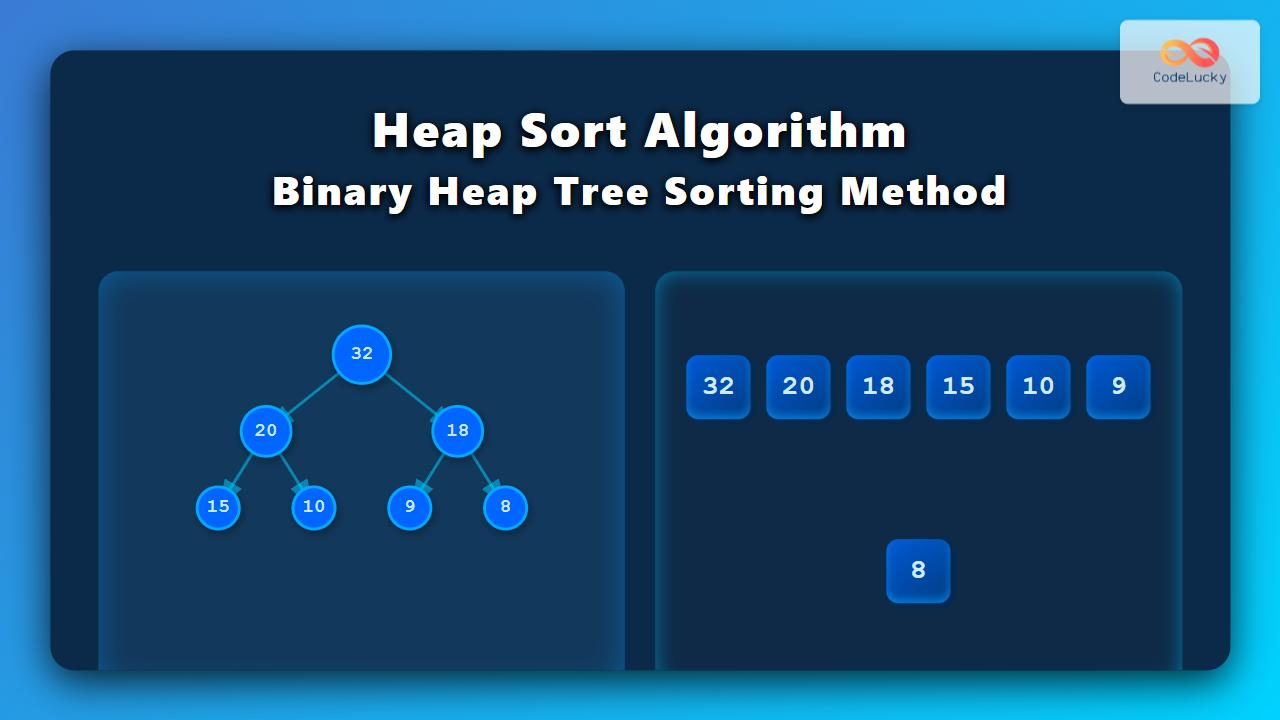 CodeLucky
Heap Sort Algorithm
Binary Heap Tree Sorting Method
32
20 18
15 10 9 8
32 20 18 15 10 9
8